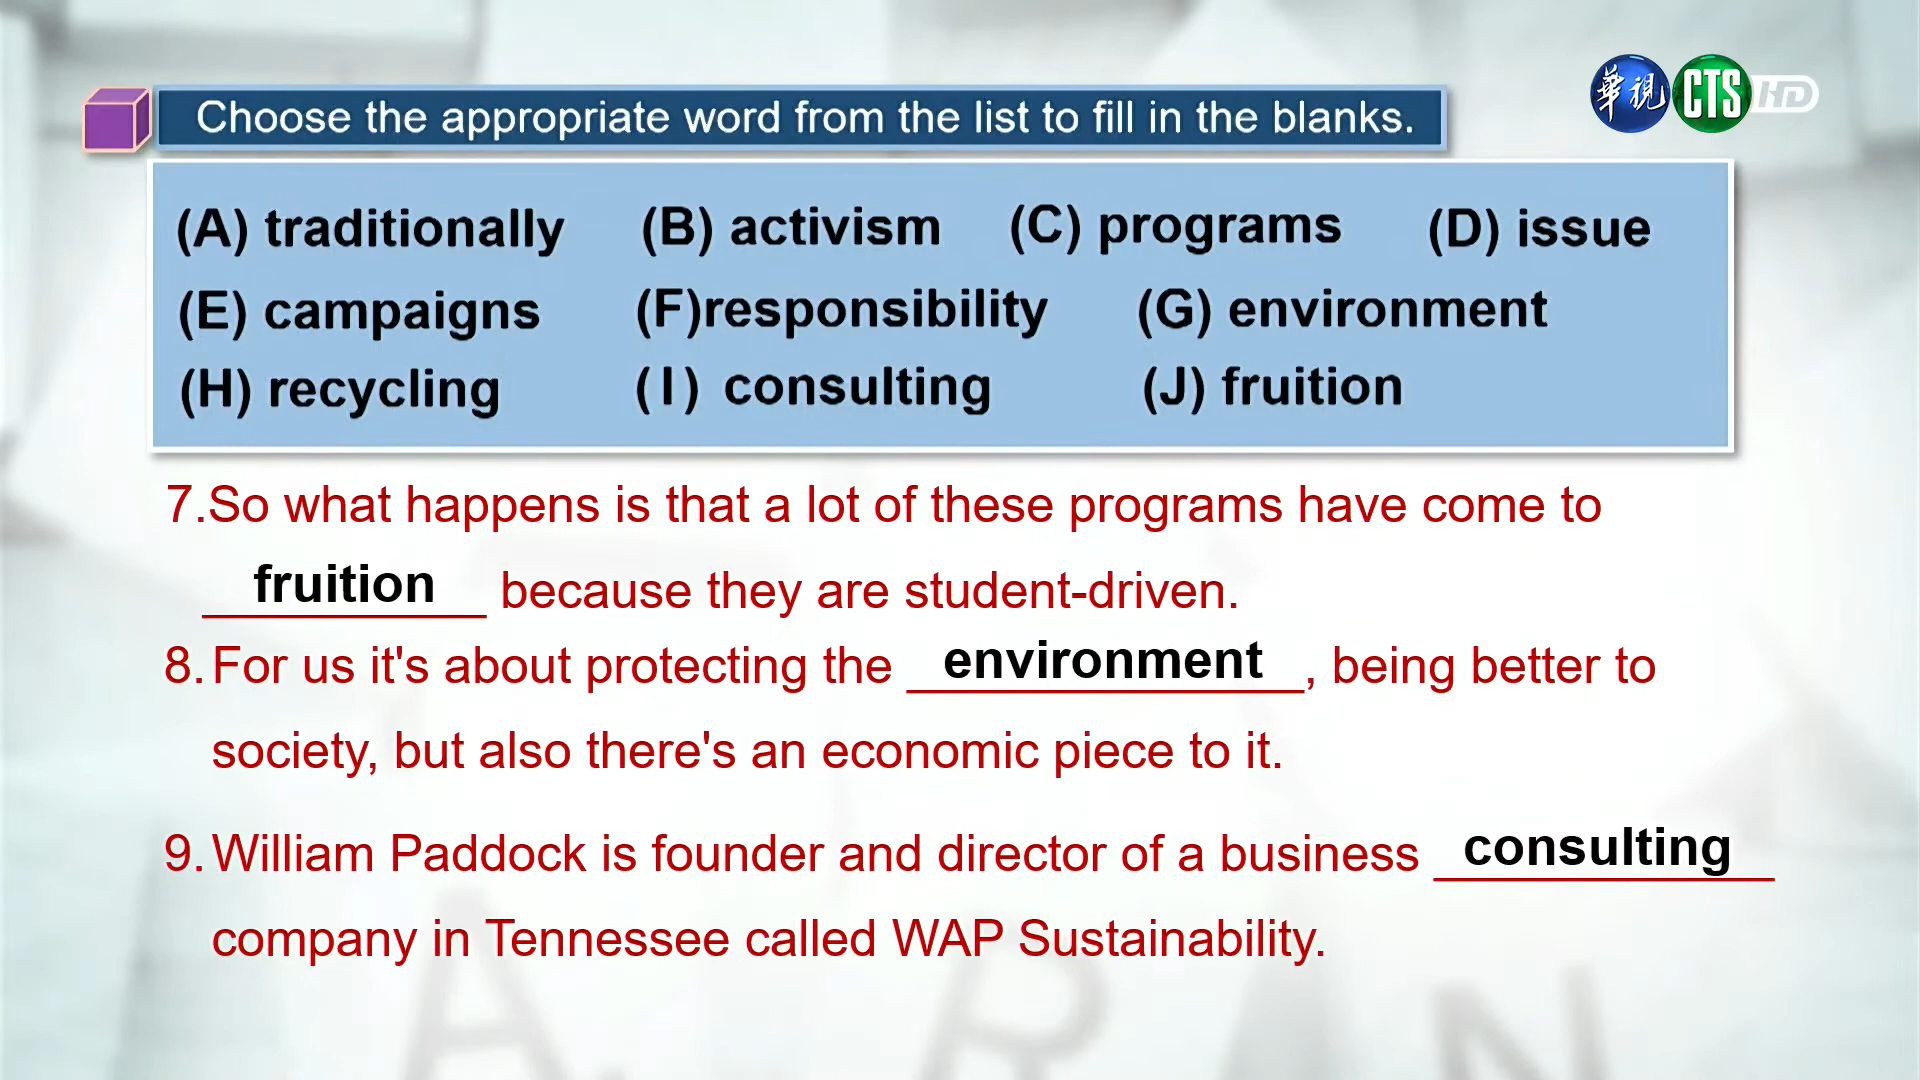 華視 CTS HD
Choose the appropriate word from the list to fill in the blanks.
(A) traditionally (B) activism (C) programs (D) issue
(E) campaigns (F)responsibility (G) environment
(H) recycling (I) consulting (J) fruition
7.So what happens is that a lot of these programs have come to
fruition because they are student-driven.
8.For us it's about protecting the environment, being better to
society, but also there's an economic piece to it.
9.William Paddock is founder and director of a business consulting
company in Tennessee called WAP Sustainability.
A R N